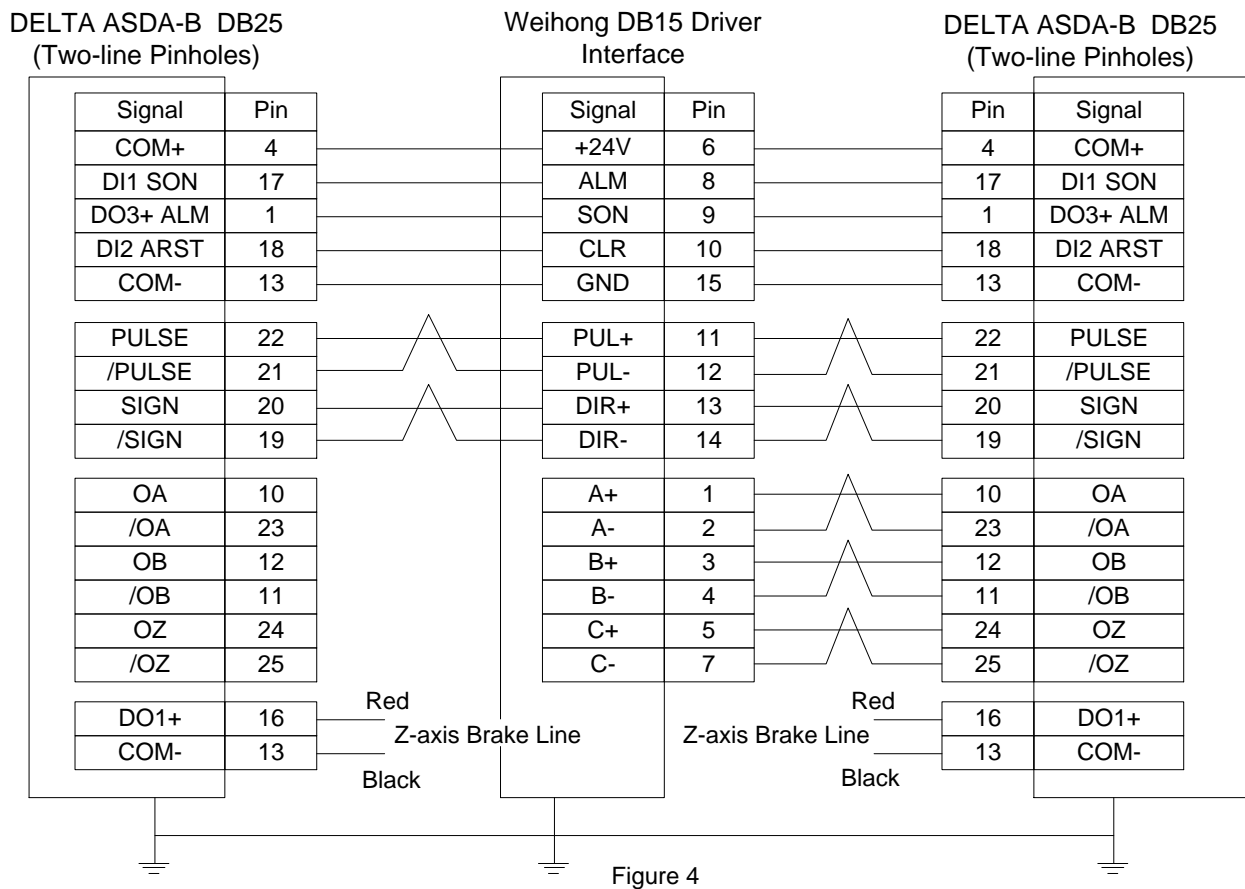 DELTA ASDA-B DB25
(Two-line Pinholes)
Weihong DB15 Driver
Interface
DELTA ASDA-B DB25
(Two-line Pinholes)
Signal Pin Signal Pin Pin Signal
COM+ 4 +24V 6 4 COM+
DI1 SON 17 ALM 8 17 DI1 SON
DO3+ ALM 1 SON 9 1 DO3+ ALM
DI2 ARST 18 CLR 10 18 DI2 ARST
COM- 13 GND 15 13 COM-
PULSE 22 PUL+ 11 22 PULSE
/PULSE 21 PUL- 12 21 /PULSE
SIGN 20 DIR+ 13 20 SIGN
/SIGN 19 DIR- 14 19 /SIGN
OA 10 A+ 1 10 OA
/OA 23 A- 2 23 /OA
OB 12 B+ 3 12 OB
/OB 11 B- 4 11 /OB
OZ 24 C+ 5 24 OZ
/OZ 25 C- 7 25 /OZ
Red Red
DO1+ 16 16 DO1+
Z-axis Brake Line Z-axis Brake Line
COM- 13 13 COM-
Black Black
Figure 4